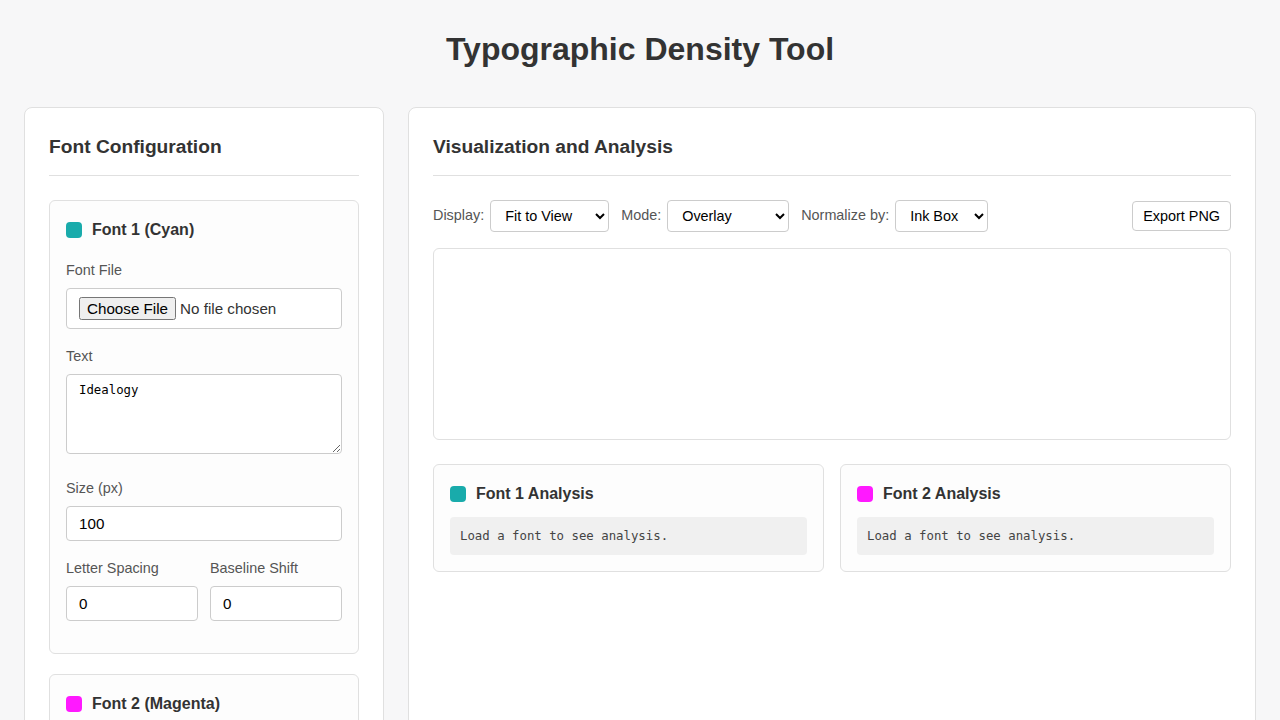 Typographic Density Tool
Font Configuration
Font 1 (Cyan)
Font File
Choose File No file chosen
Text
Idealogy
Size (px)
100
Letter Spacing Baseline Shift
0 0
Font 2 (Magenta)
Visualization and Analysis
Display: Fit to View Mode: Overlay Normalize by: Ink Box Export PNG
Font 1 Analysis
Load a font to see analysis.
Font 2 Analysis
Load a font to see analysis.